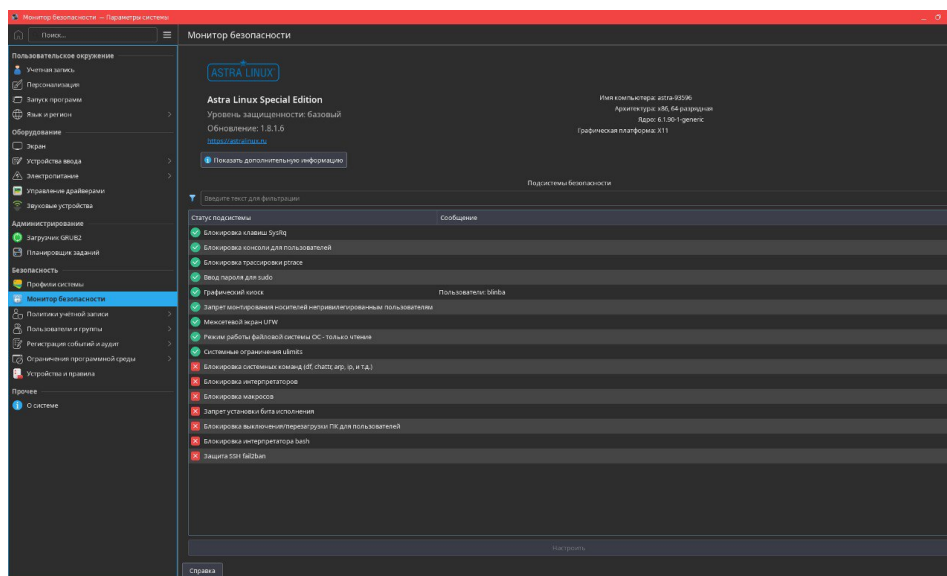 Монитор безопасности — Параметры системы
Поиск...
Монитор безопасности
Пользовательское окружение
Учетная запись
Персонализация
Запуск программ
Язык и регион
Оборудование
Экран
Устройства ввода
Электропитание
Управление драйверами
Звуковые устройства
Администрирование
Загрузчик GRUB2
Планировщик заданий
Безопасность
Профили системы
Монитор безопасности
Политики учётной записи
Пользователи и группы
Регистрация событий и аудит
Ограничения программной среды
Устройства и правила
Прочее
О системе
ASTRA LINUX
Astra Linux Special Edition
Уровень защищенности: базовый
Обновление: 1.8.1.6
https://astralinux.ru
Показать дополнительную информацию
Имя компьютера: astra-93596
Архитектура: x86, 64-разрядная
Ядро: 6.1.90-1-generic
Графическая платформа: X11
Подсистемы безопасности
Введите текст для фильтрации
Статус подсистемы Сообщение
Блокировка клавиш SysRq
Блокировка консоли для пользователей
Блокировка трассировки ptrace
Ввод пароля для sudo
Графический киоск Пользователи: blinba
Запрет монтирования носителей непривилегированным пользователям
Межсетевой экран UFW
Режим работы файловой системы ОС - только чтение
Системные ограничения ulimits
Блокировка системных команд (df, chattr, arp, ip, и т.д.)
Блокировка интерпретаторов
Блокировка макросов
Запрет установки бита исполнения
Блокировка выключения/перезагрузки ПК для пользователей
Блокировка интерпретатора bash
Защита SSH fail2ban
Настроить
Справка